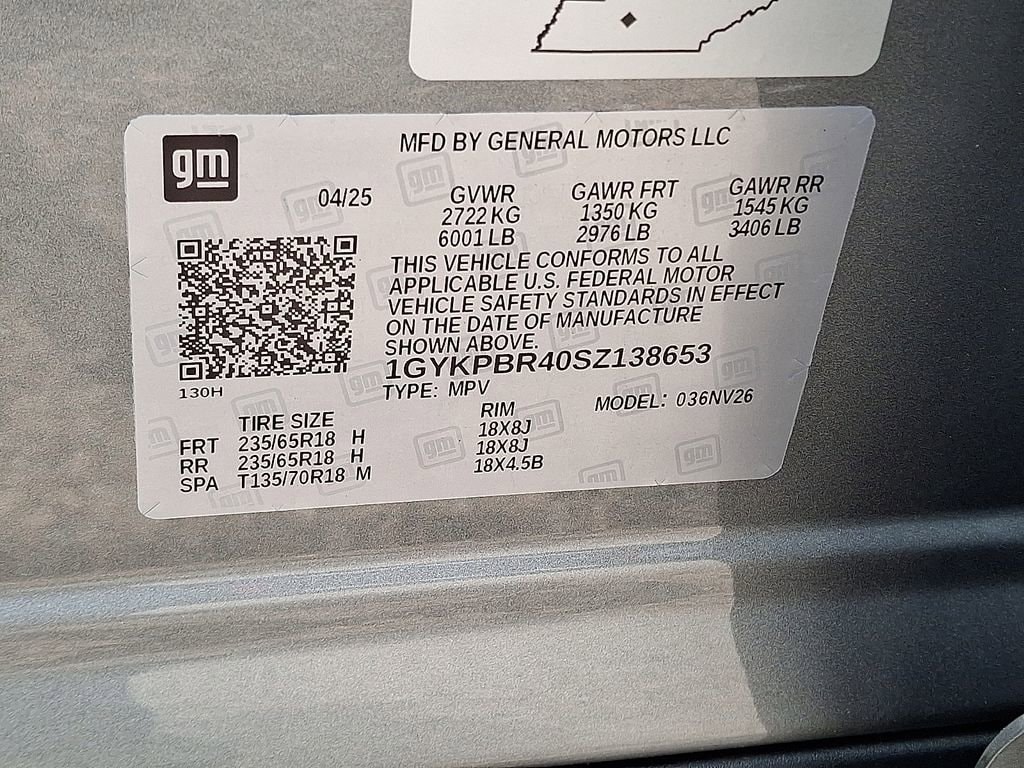 gm
MFD BY GENERAL MOTORS LLC
04/25
GVWR GAWR FRT GAWR RR
2722 KG 1350 KG 1545 KG
6001 LB 2976 LB 3406 LB
THIS VEHICLE CONFORMS TO ALL
APPLICABLE U.S. FEDERAL MOTOR
VEHICLE SAFETY STANDARDS IN EFFECT
ON THE DATE OF MANUFACTURE
SHOWN ABOVE.
1GYKPBR40SZ138653
130H
TYPE: MPV
MODEL: 036NV26
TIRE SIZE RIM
FRT 235/65R18 H 18X8J
RR 235/65R18 H 18X8J
SPA T135/70R18 M 18X4.5B